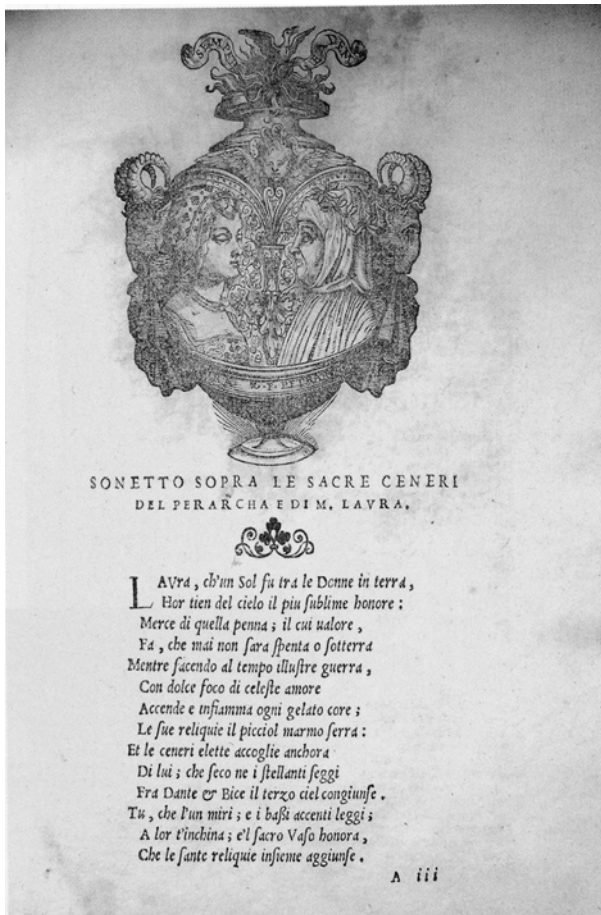 SEMPER
EADEM
M. F. PETRAR
SONETTO SOPRA LE SACRE CENERI
DEL PERARCHA E DI M. LAVRA.
LAVra, ch'un Sol fu tra le Donne in terra,
Hor tien del cielo il piu sublime honore:
Merce di quella penna; il cui ualore,
Fa, che mai non sara spenta o sotterra
Mentre facendo al tempo illustre guerra,
Con dolce foco di celeste amore
Accende e infiamma ogni gelato core;
Le sue reliquie il picciol marmo serra:
Et le ceneri elette accoglie anchora
Di lui; che seco ne i stellanti seggi
Fra Dante & Bice il terzo ciel congiunse.
Tu, che l'un miri; e i baßi accenti leggi;
A lor t'inchina; e'l sacro Vaso honora,
Che le sante reliquie insieme aggiunse.
A iii